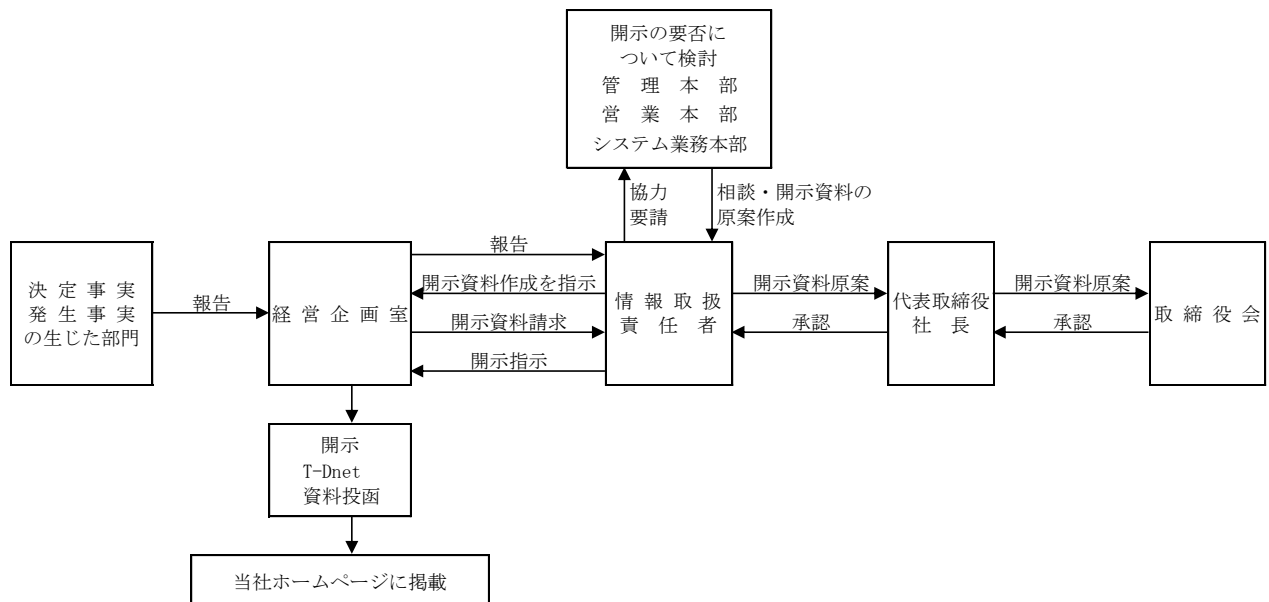 開示の要否に
ついて検討
管理本部
営業本部
システム業務本部
協力
要請
相談・開示資料の
原案作成
決定事実
発生事実
の生じた部門
報告
経営企画室
報告
開示資料作成を指示
開示資料請求
開示指示
情報取扱
責任者
開示資料原案
承認
代表取締役
社長
開示資料原案
承認
取締役会
開示
T-Dnet
資料投函
当社ホームページに掲載